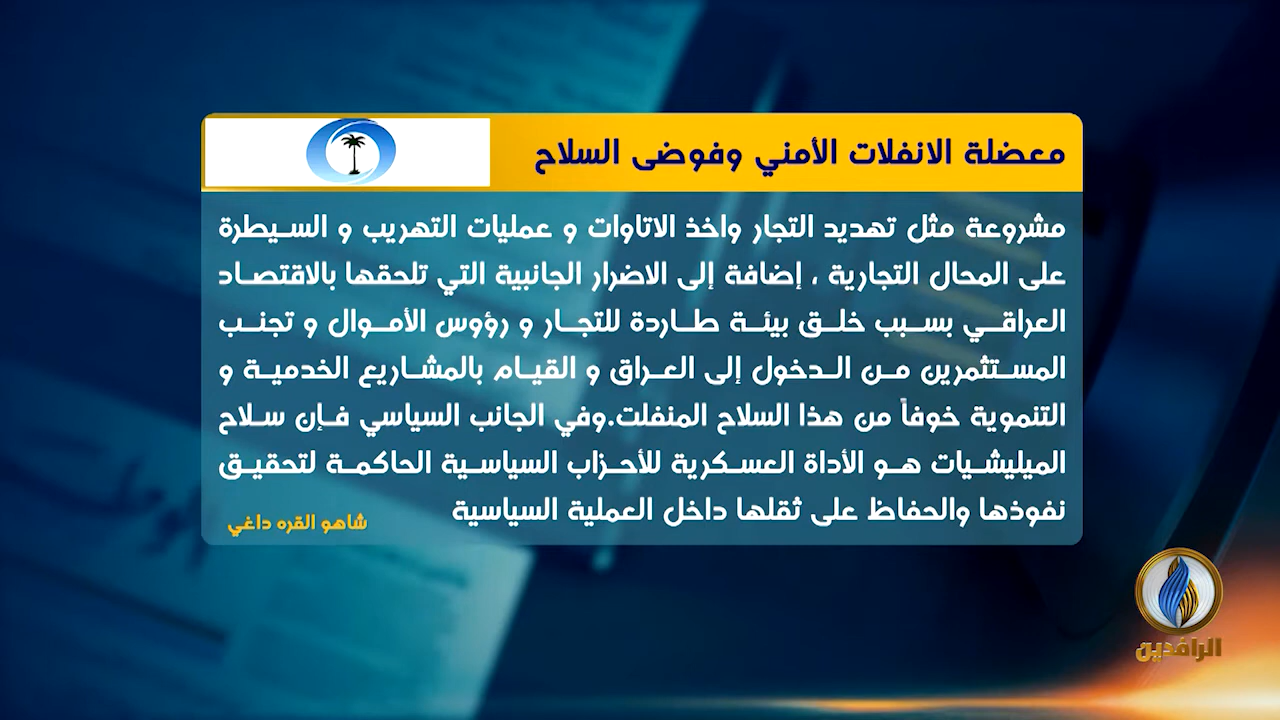 معضلة الانفلات الأمني وفوضى السلاح
مشروعة مثل تهديد التجار واخذ الاتاوات و عمليات التهريب و السيطرة
على المحال التجارية ، إضافة إلى الاضرار الجانبية التي تلحقها بالاقتصاد
العراقي بسبب خلق بيئة طاردة للتجار و رؤوس الأموال و تجنب
المستثمرين من الدخول إلى العراق و القيام بالمشاريع الخدمية و
التنموية خوفاً من هذا السلاح المنفلت.وفي الجانب السياسي فإن سلاح
الميليشيات هو الأداة العسكرية للأحزاب السياسية الحاكمة لتحقيق
نفوذها والحفاظ على ثقلها داخل العملية السياسية
شاهو القره داغي
الرافدين